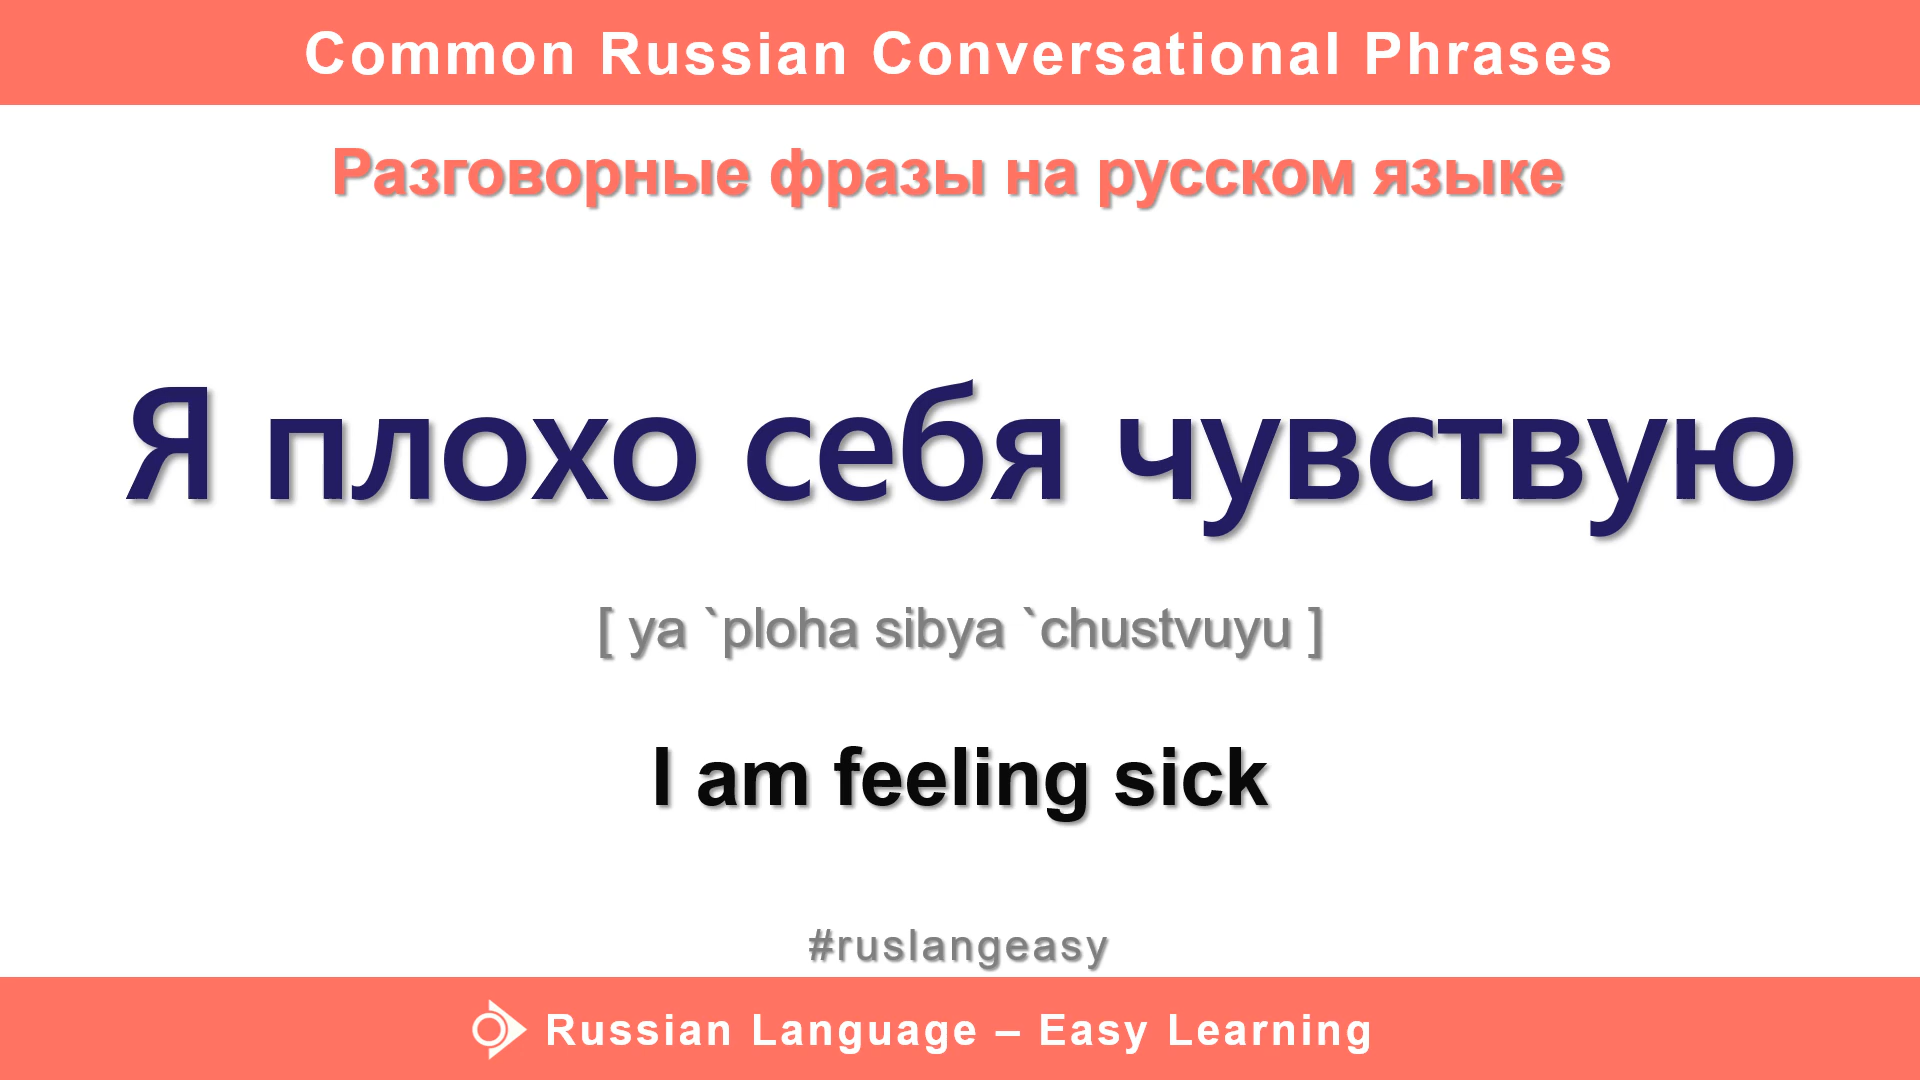 Common Russian Conversational Phrases
Разговорные фразы на русском языке
Я плохо себя чувствую
[ ya `ploha sibya `chustvuyu ]
I am feeling sick
#ruslangeasy
Russian Language – Easy Learning